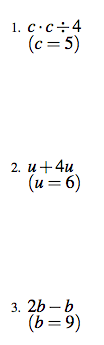 1. c·c÷4
(c=5)
2. u+4u
(u=6)
3. 2b−b
(b=9)